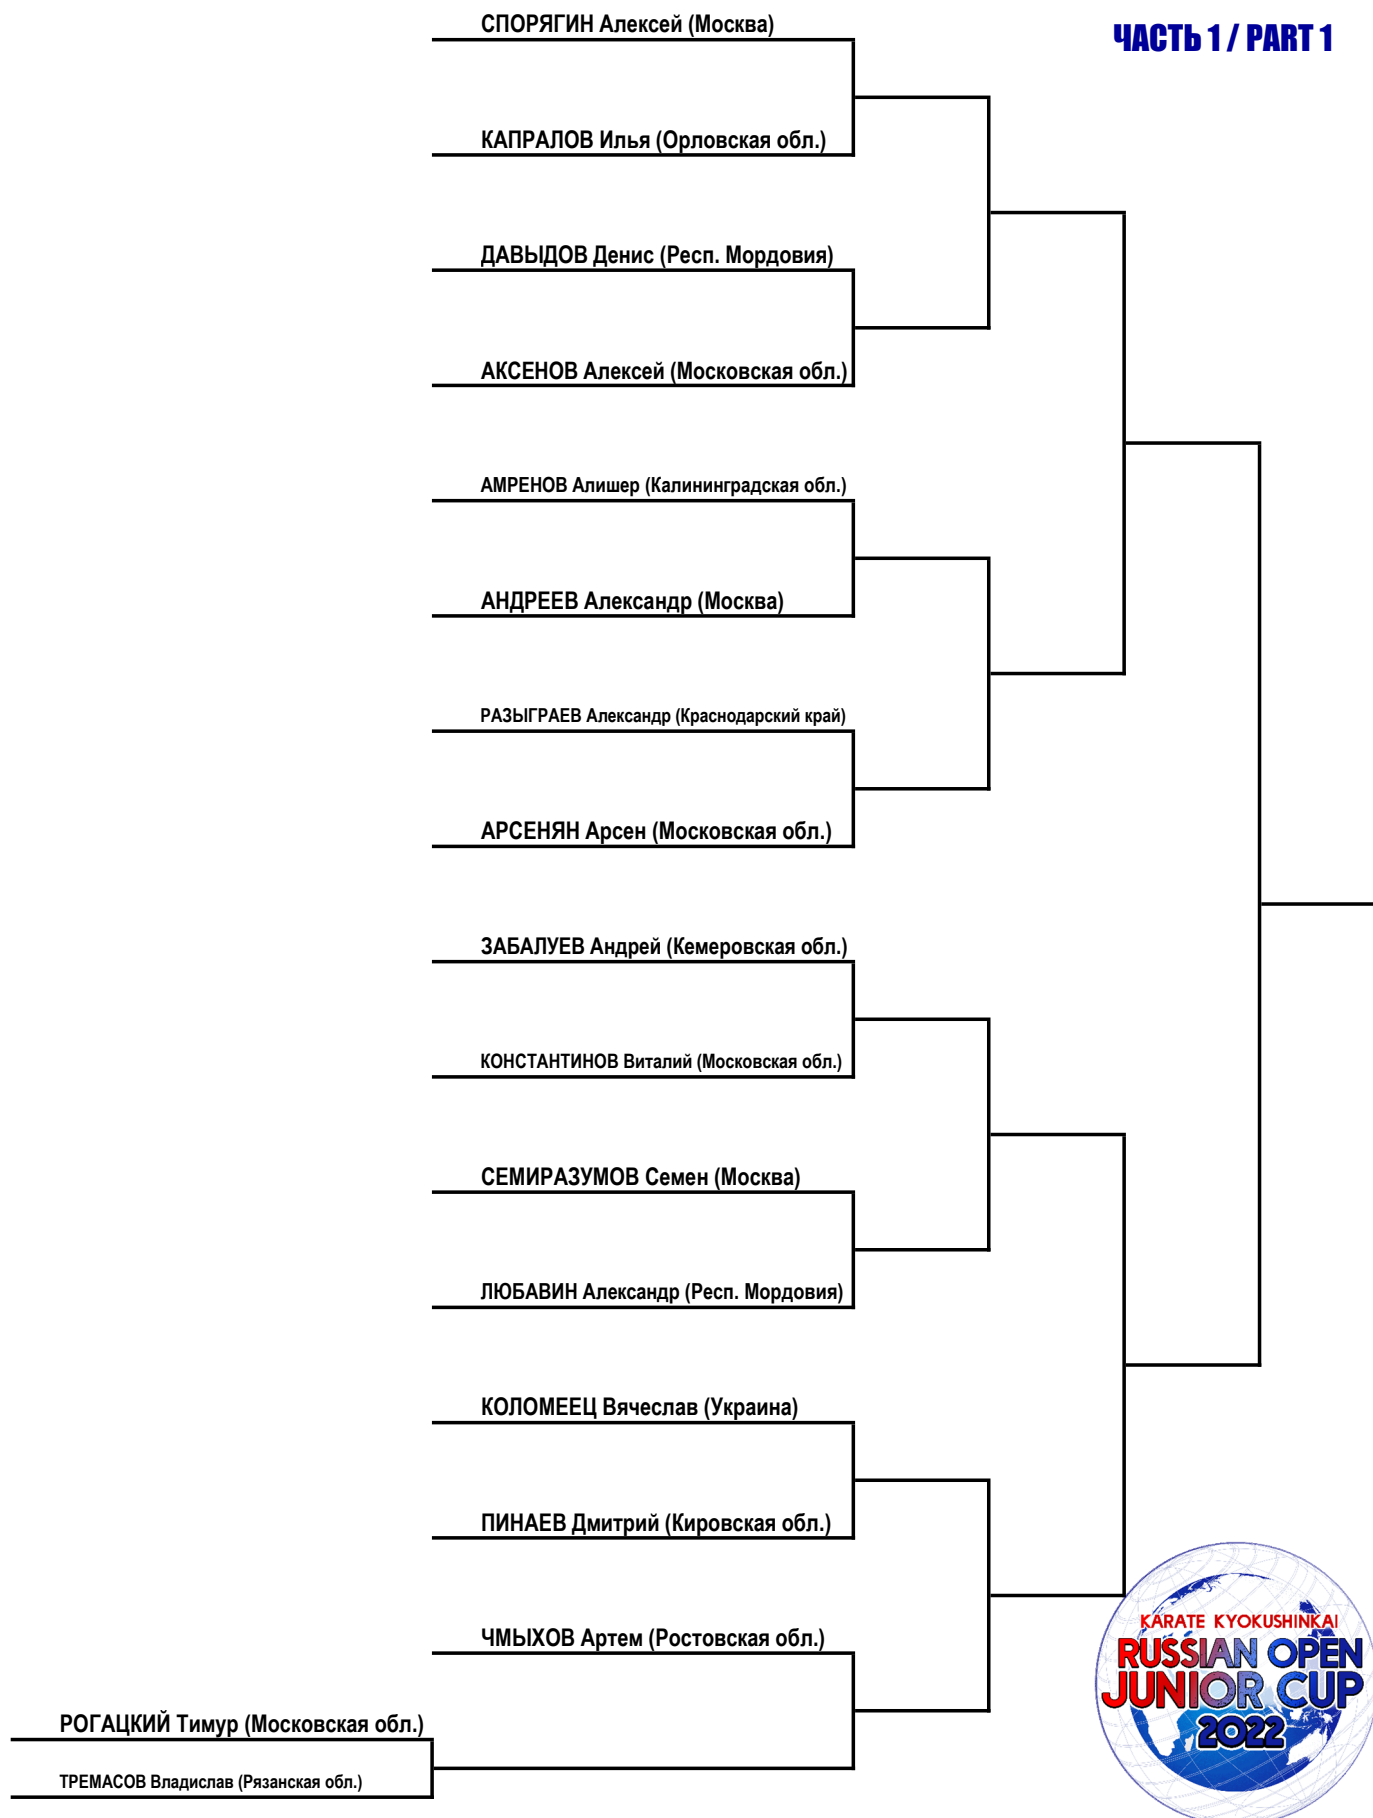 СПОРЯГИН Алексей (Москва)
ЧАСТЬ 1 / PART 1
КАПРАЛОВ Илья (Орловская обл.)
ДАВЫДОВ Денис (Респ. Мордовия)
АКСЕНОВ Алексей (Московская обл.)
АМРЕНОВ Алишер (Калининградская обл.)
АНДРЕЕВ Александр (Москва)
РАЗЫГРАЕВ Александр (Краснодарский край)
АРСЕНЯН Арсен (Московская обл.)
ЗАБАЛУЕВ Андрей (Кемеровская обл.)
КОНСТАНТИНОВ Виталий (Московская обл.)
СЕМИРАЗУМОВ Семен (Москва)
ЛЮБАВИН Александр (Респ. Мордовия)
КОЛОМЕЕЦ Вячеслав (Украина)
ПИНАЕВ Дмитрий (Кировская обл.)
ЧМЫХОВ Артем (Ростовская обл.)
РОГАЦКИЙ Тимур (Московская обл.)
ТРЕМАСОВ Владислав (Рязанская обл.)
KARATE KYOKUSHINKAI
RUSSIAN OPEN
JUNIOR CUP
2022